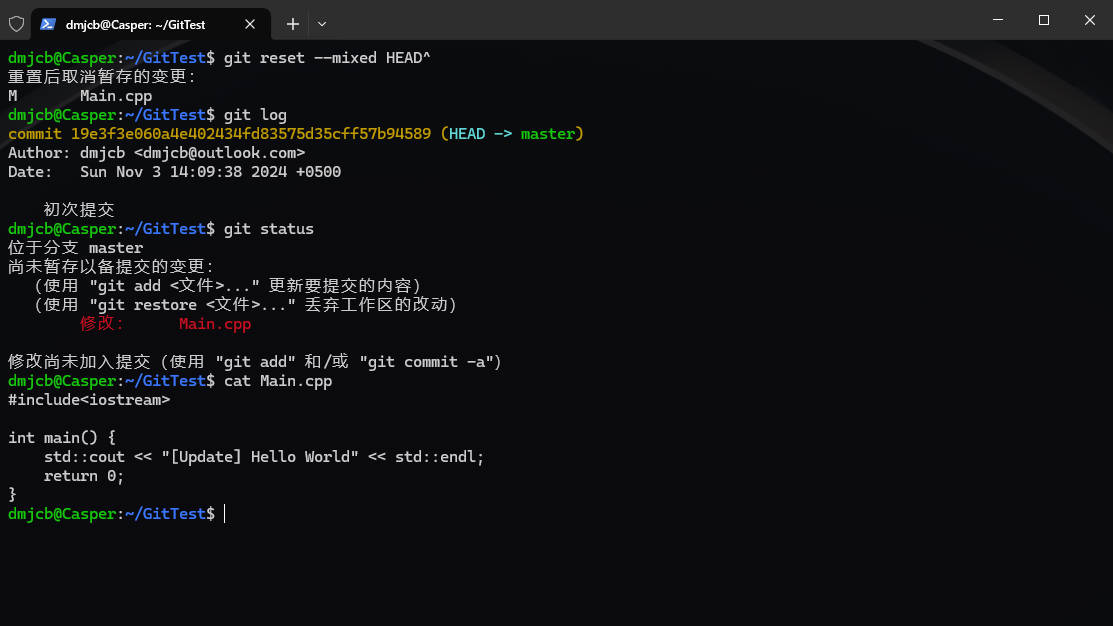 dmjcb@Casper: ~/GitTest
dmjcb@Casper:~/GitTest$ git reset --mixed HEAD^
重置后取消暂存的变更：
M       Main.cpp
dmjcb@Casper:~/GitTest$ git log
commit 19e3f3e060a4e402434fd83575d35cff57b94589 (HEAD -> master)
Author: dmjcb <dmjcb@outlook.com>
Date:   Sun Nov 3 14:09:38 2024 +0500
    初次提交
dmjcb@Casper:~/GitTest$ git status
位于分支 master
尚未暂存以备提交的变更：
  （使用 "git add <文件>..." 更新要提交的内容）
  （使用 "git restore <文件>..." 丢弃工作区的改动）
        修改：     Main.cpp
修改尚未加入提交（使用 "git add" 和/或 "git commit -a"）
dmjcb@Casper:~/GitTest$ cat Main.cpp
#include<iostream>
int main() {
    std::cout << "[Update] Hello World" << std::endl;
    return 0;
}
dmjcb@Casper:~/GitTest$